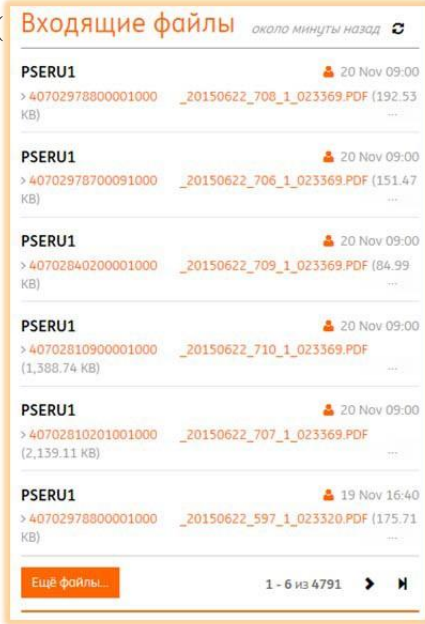 Входящие файлы около минуты назад
PSERU1 20 Nov 09:00
> 40702978800001000 _20150622_708_1_023369.PDF (192.53
KB) ...
PSERU1 20 Nov 09:00
> 40702978700091000 _20150622_706_1_023369.PDF (151.47
KB) ...
PSERU1 20 Nov 09:00
> 40702840200001000 _20150622_709_1_023369.PDF (84.99
KB) ...
PSERU1 20 Nov 09:00
> 40702810900001000 _20150622_710_1_023369.PDF
(1,388.74 KB) ...
PSERU1 20 Nov 09:00
> 40702810201001000 _20150622_707_1_023369.PDF
(2,139.11 KB) ...
PSERU1 19 Nov 16:40
> 40702978800001000 _20150622_597_1_023320.PDF (175.71
KB) ...
Ещё файлы... 1 - 6 из 4791